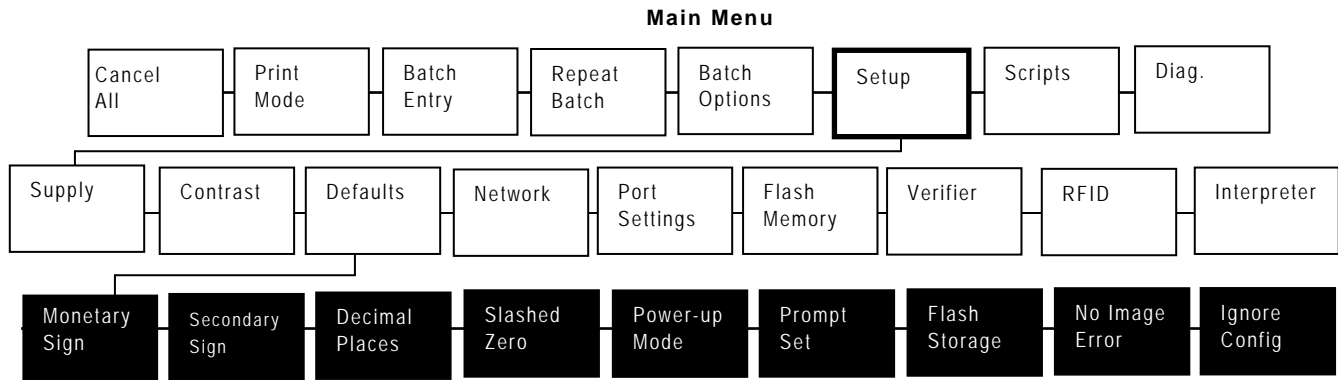 Main Menu
Cancel
All
Print
Mode
Batch
Entry
Repeat
Batch
Batch
Options
Setup
Scripts
Diag.
Supply
Contrast
Defaults
Network
Port
Settings
Flash
Memory
Verifier
RFID
Interpreter
Monetary
Sign
Secondary
Sign
Decimal
Places
Slashed
Zero
Power-up
Mode
Prompt
Set
Flash
Storage
No Image
Error
Ignore
Config